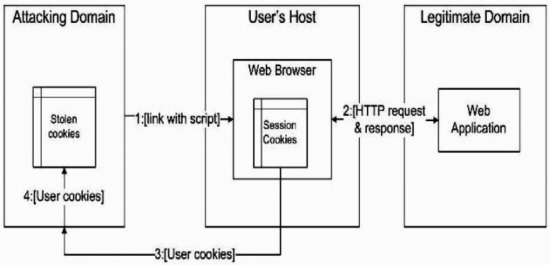 Attacking Domain
User's Host
Legitimate Domain
Web Browser
Stolen
cookies
1:[link with script]
Session
Cookies
2:[HTTP request
& response]
Web
Application
4:[User cookies]
3:[User cookies]